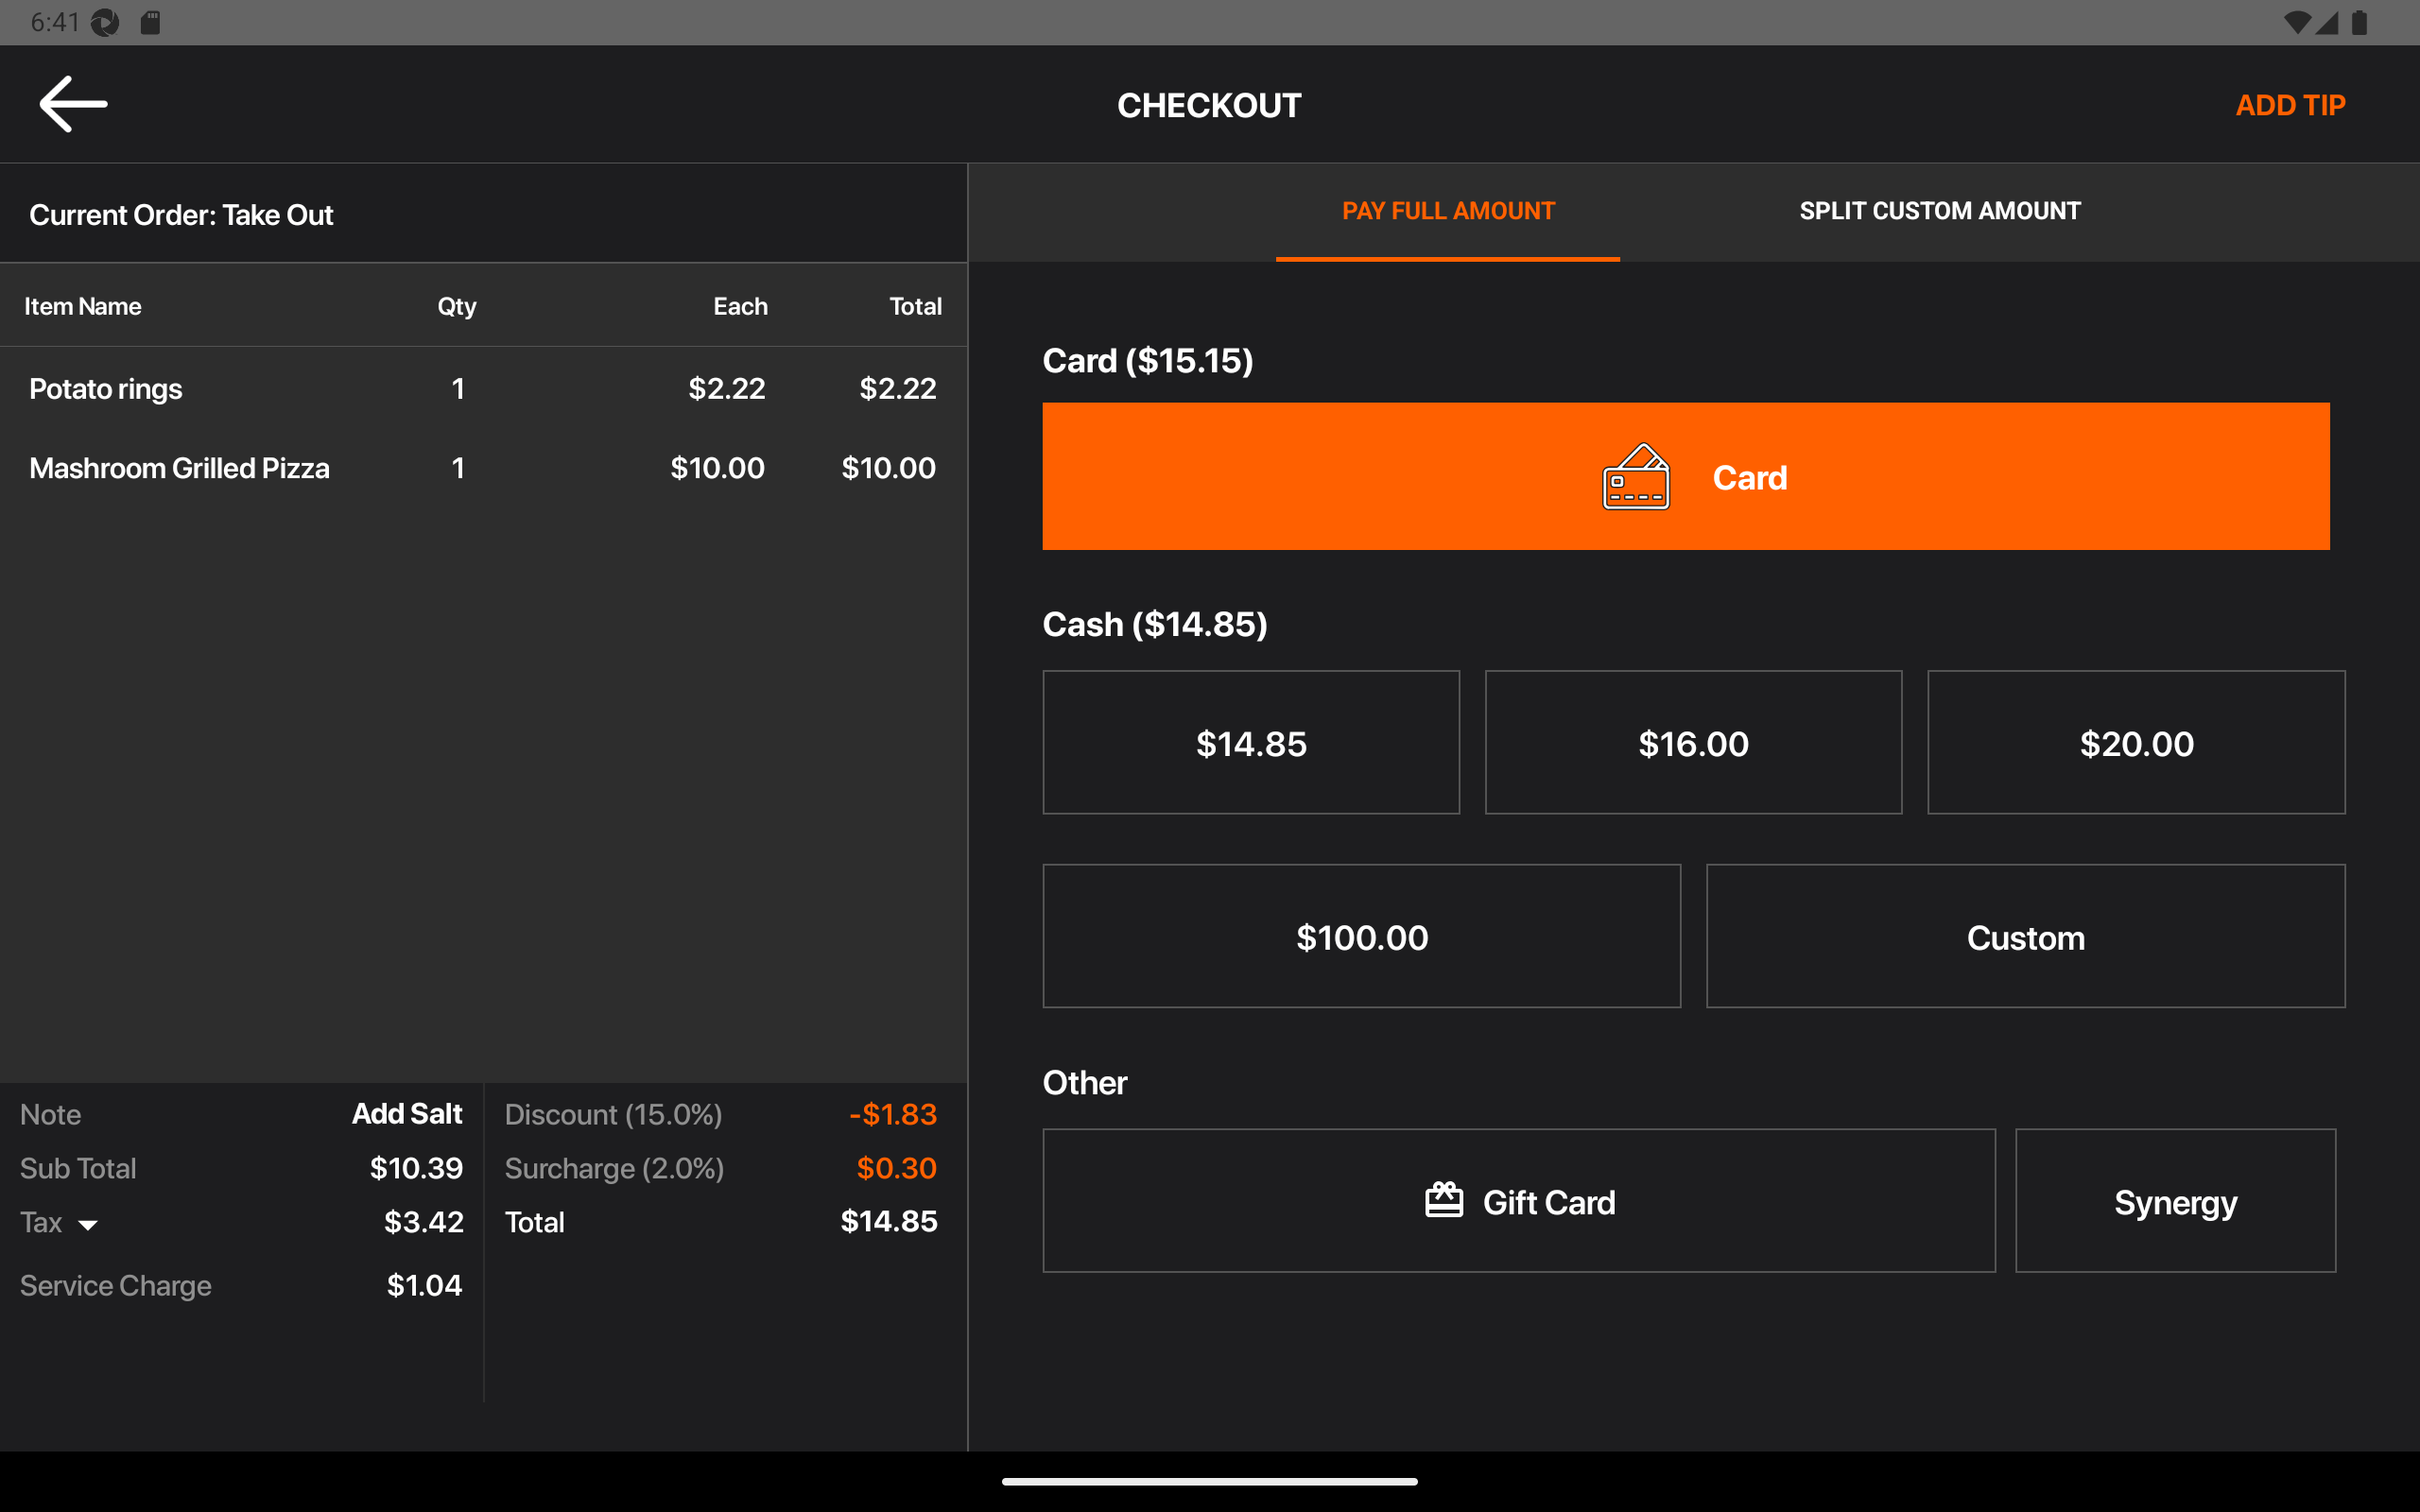 6:41
CHECKOUT
ADD TIP
Current Order: Take Out
PAY FULL AMOUNT
SPLIT CUSTOM AMOUNT
Item Name Qty Each Total
Potato rings 1 $2.22 $2.22
Mashroom Grilled Pizza 1 $10.00 $10.00
Note Add Salt
Sub Total $10.39
Tax $3.42
Service Charge $1.04
Discount (15.0%) -$1.83
Surcharge (2.0%) $0.30
Total $14.85
Card ($15.15)
Card
Cash ($14.85)
$14.85 $16.00 $20.00
$100.00 Custom
Other
Gift Card Synergy